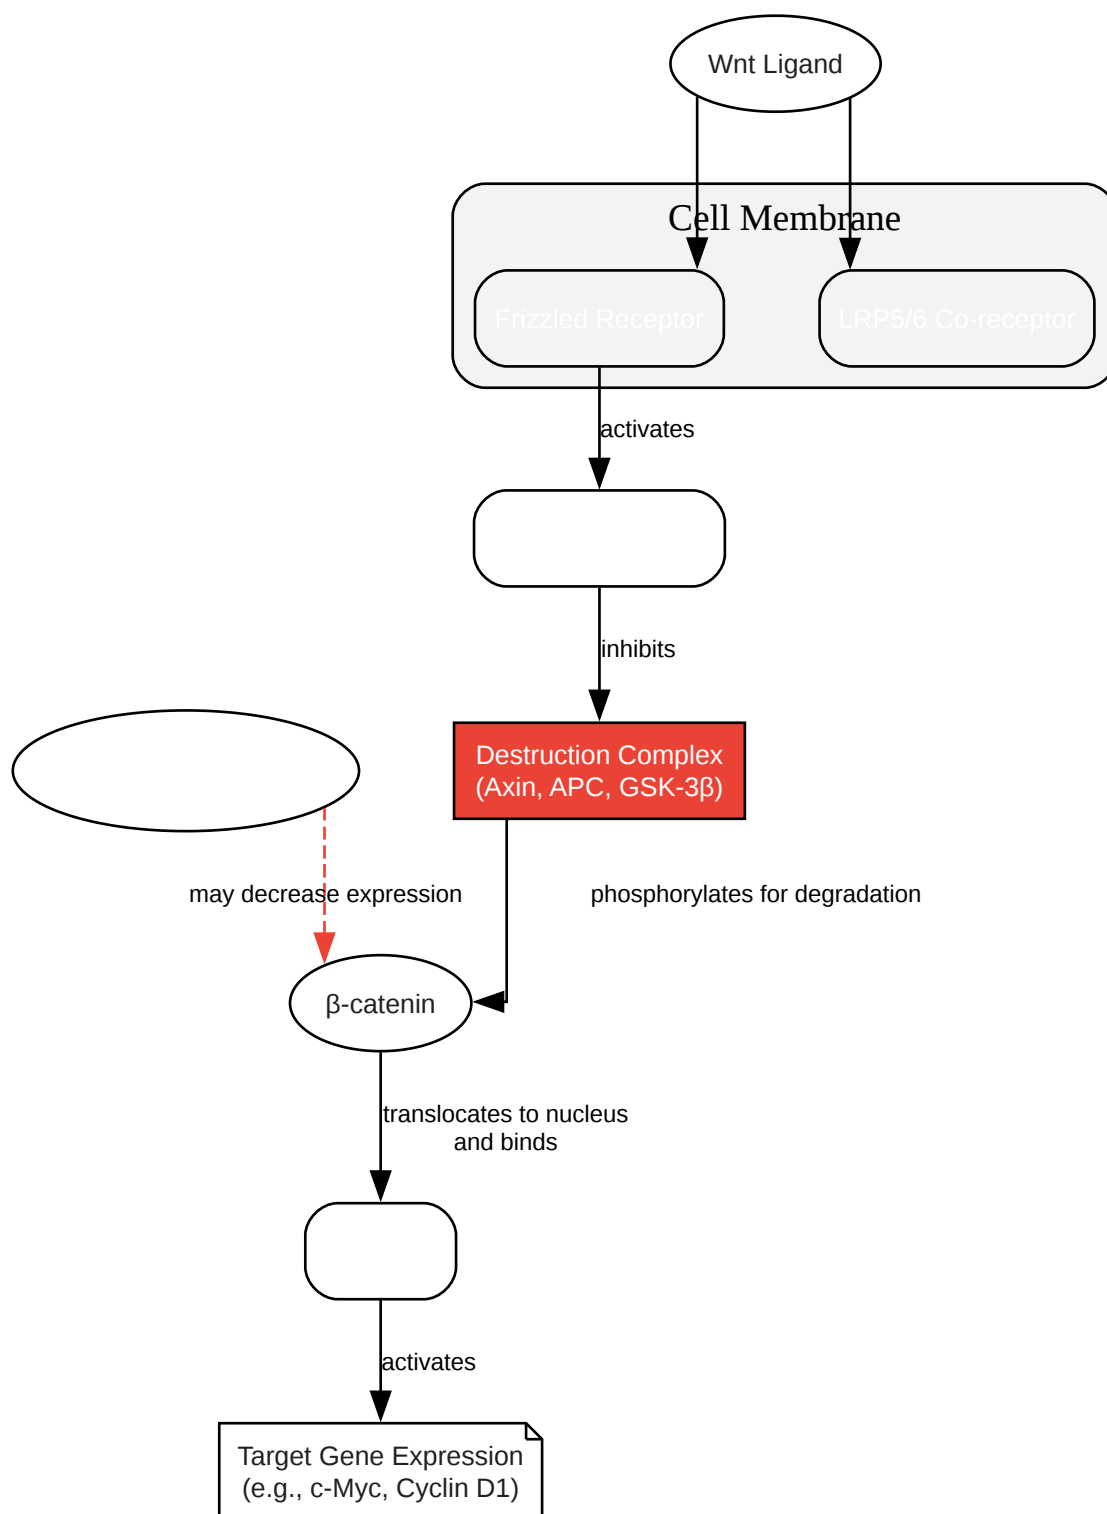 Wnt Ligand
Cell Membrane
Frizzled Receptor
LRP5/6 Co-receptor
activates
inhibits
Destruction Complex
(Axin, APC, GSK-3β)
may decrease expression
phosphorylates for degradation
β-catenin
translocates to nucleus
and binds
activates
Target Gene Expression
(e.g., c-Myc, Cyclin D1)